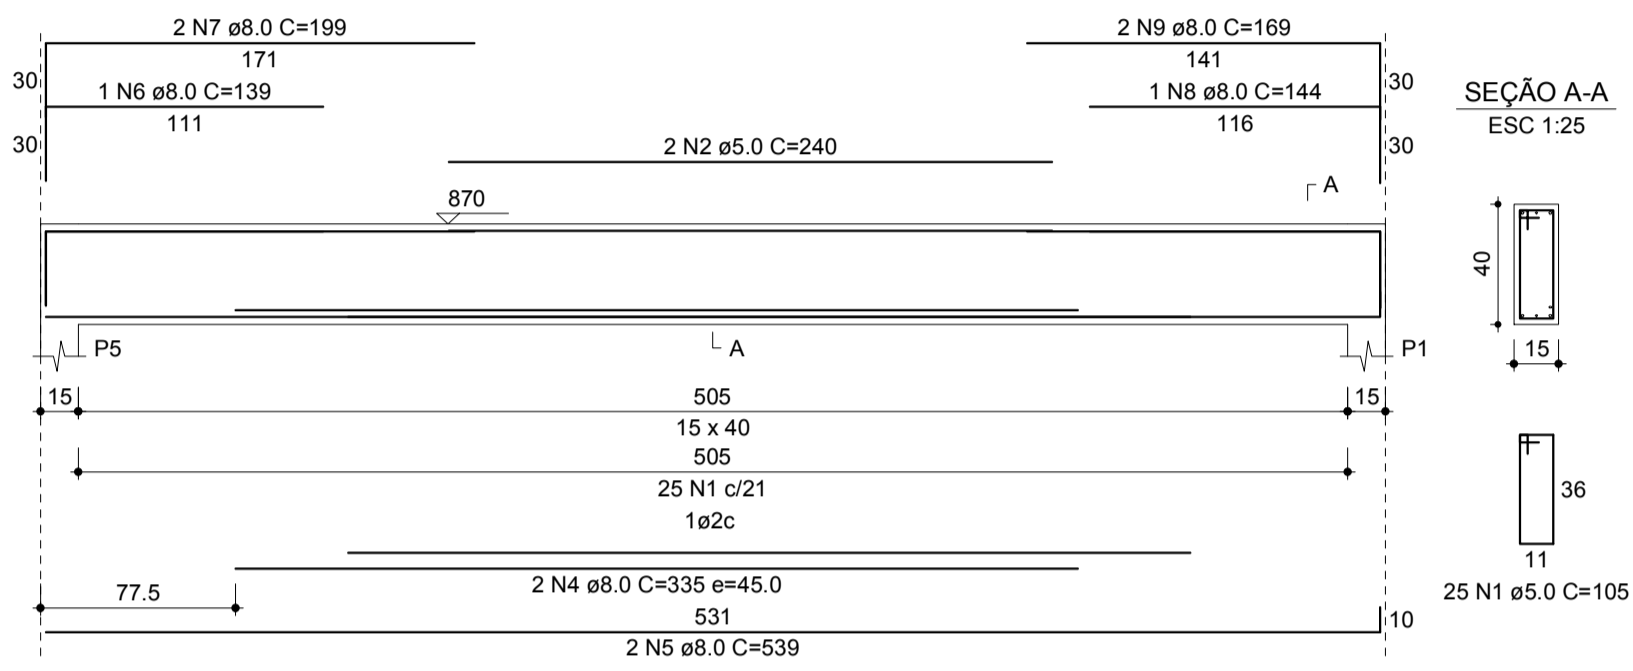 2 N7 ø8.0 C=199
2 N9 ø8.0 C=169
171
141
30
30
1 N6 ø8.0 C=139
1 N8 ø8.0 C=144
SEÇÃO A-A
111
116
ESC 1:25
30
30
2 N2 ø5.0 C=240
A
870
40
P5
A
P1
15
15
505
15
15 x 40
505
25 N1 c/21
36
1ø2c
11
2 N4 ø8.0 C=335 e=45.0
77.5
25 N1 ø5.0 C=105
531
10
2 N5 ø8.0 C=539